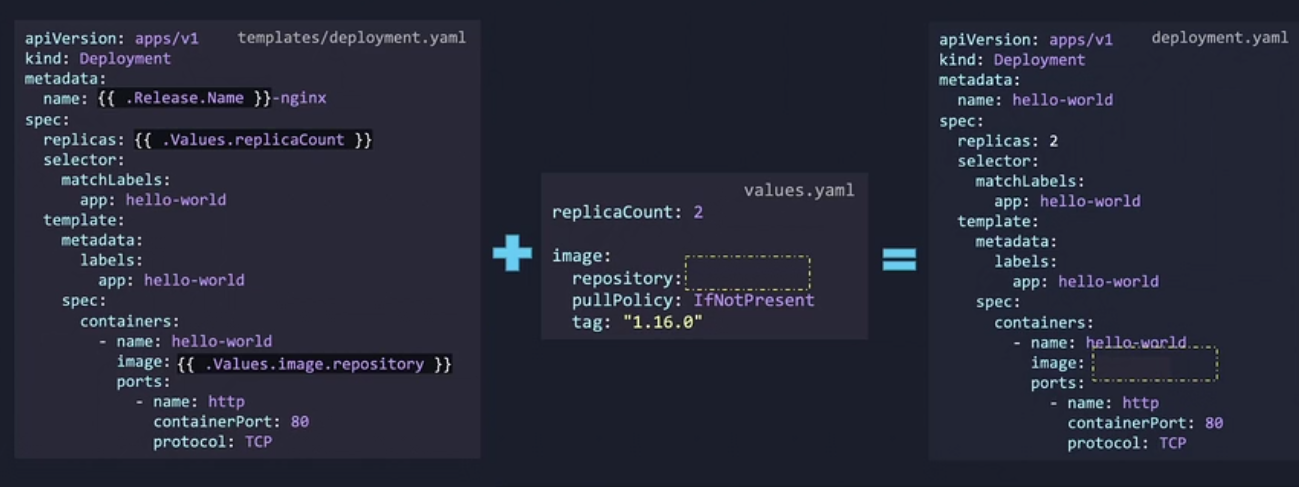 apiVersion: apps/v1 templates/deployment.yaml
kind: Deployment
metadata:
  name: {{ .Release.Name }}-nginx
spec:
  replicas: {{ .Values.replicaCount }}
  selector:
    matchLabels:
      app: hello-world
  template:
    metadata:
      labels:
        app: hello-world
    spec:
      containers:
        - name: hello-world
          image: {{ .Values.image.repository }}
          ports:
            - name: http
              containerPort: 80
              protocol: TCP
values.yaml
replicaCount: 2
image:
  repository:
  pullPolicy: IfNotPresent
  tag: "1.16.0"
apiVersion: apps/v1 deployment.yaml
kind: Deployment
metadata:
  name: hello-world
spec:
  replicas: 2
  selector:
    matchLabels:
      app: hello-world
  template:
    metadata:
      labels:
        app: hello-world
    spec:
      containers:
        - name: hello-world
          image:
          ports:
            - name: http
              containerPort: 80
              protocol: TCP